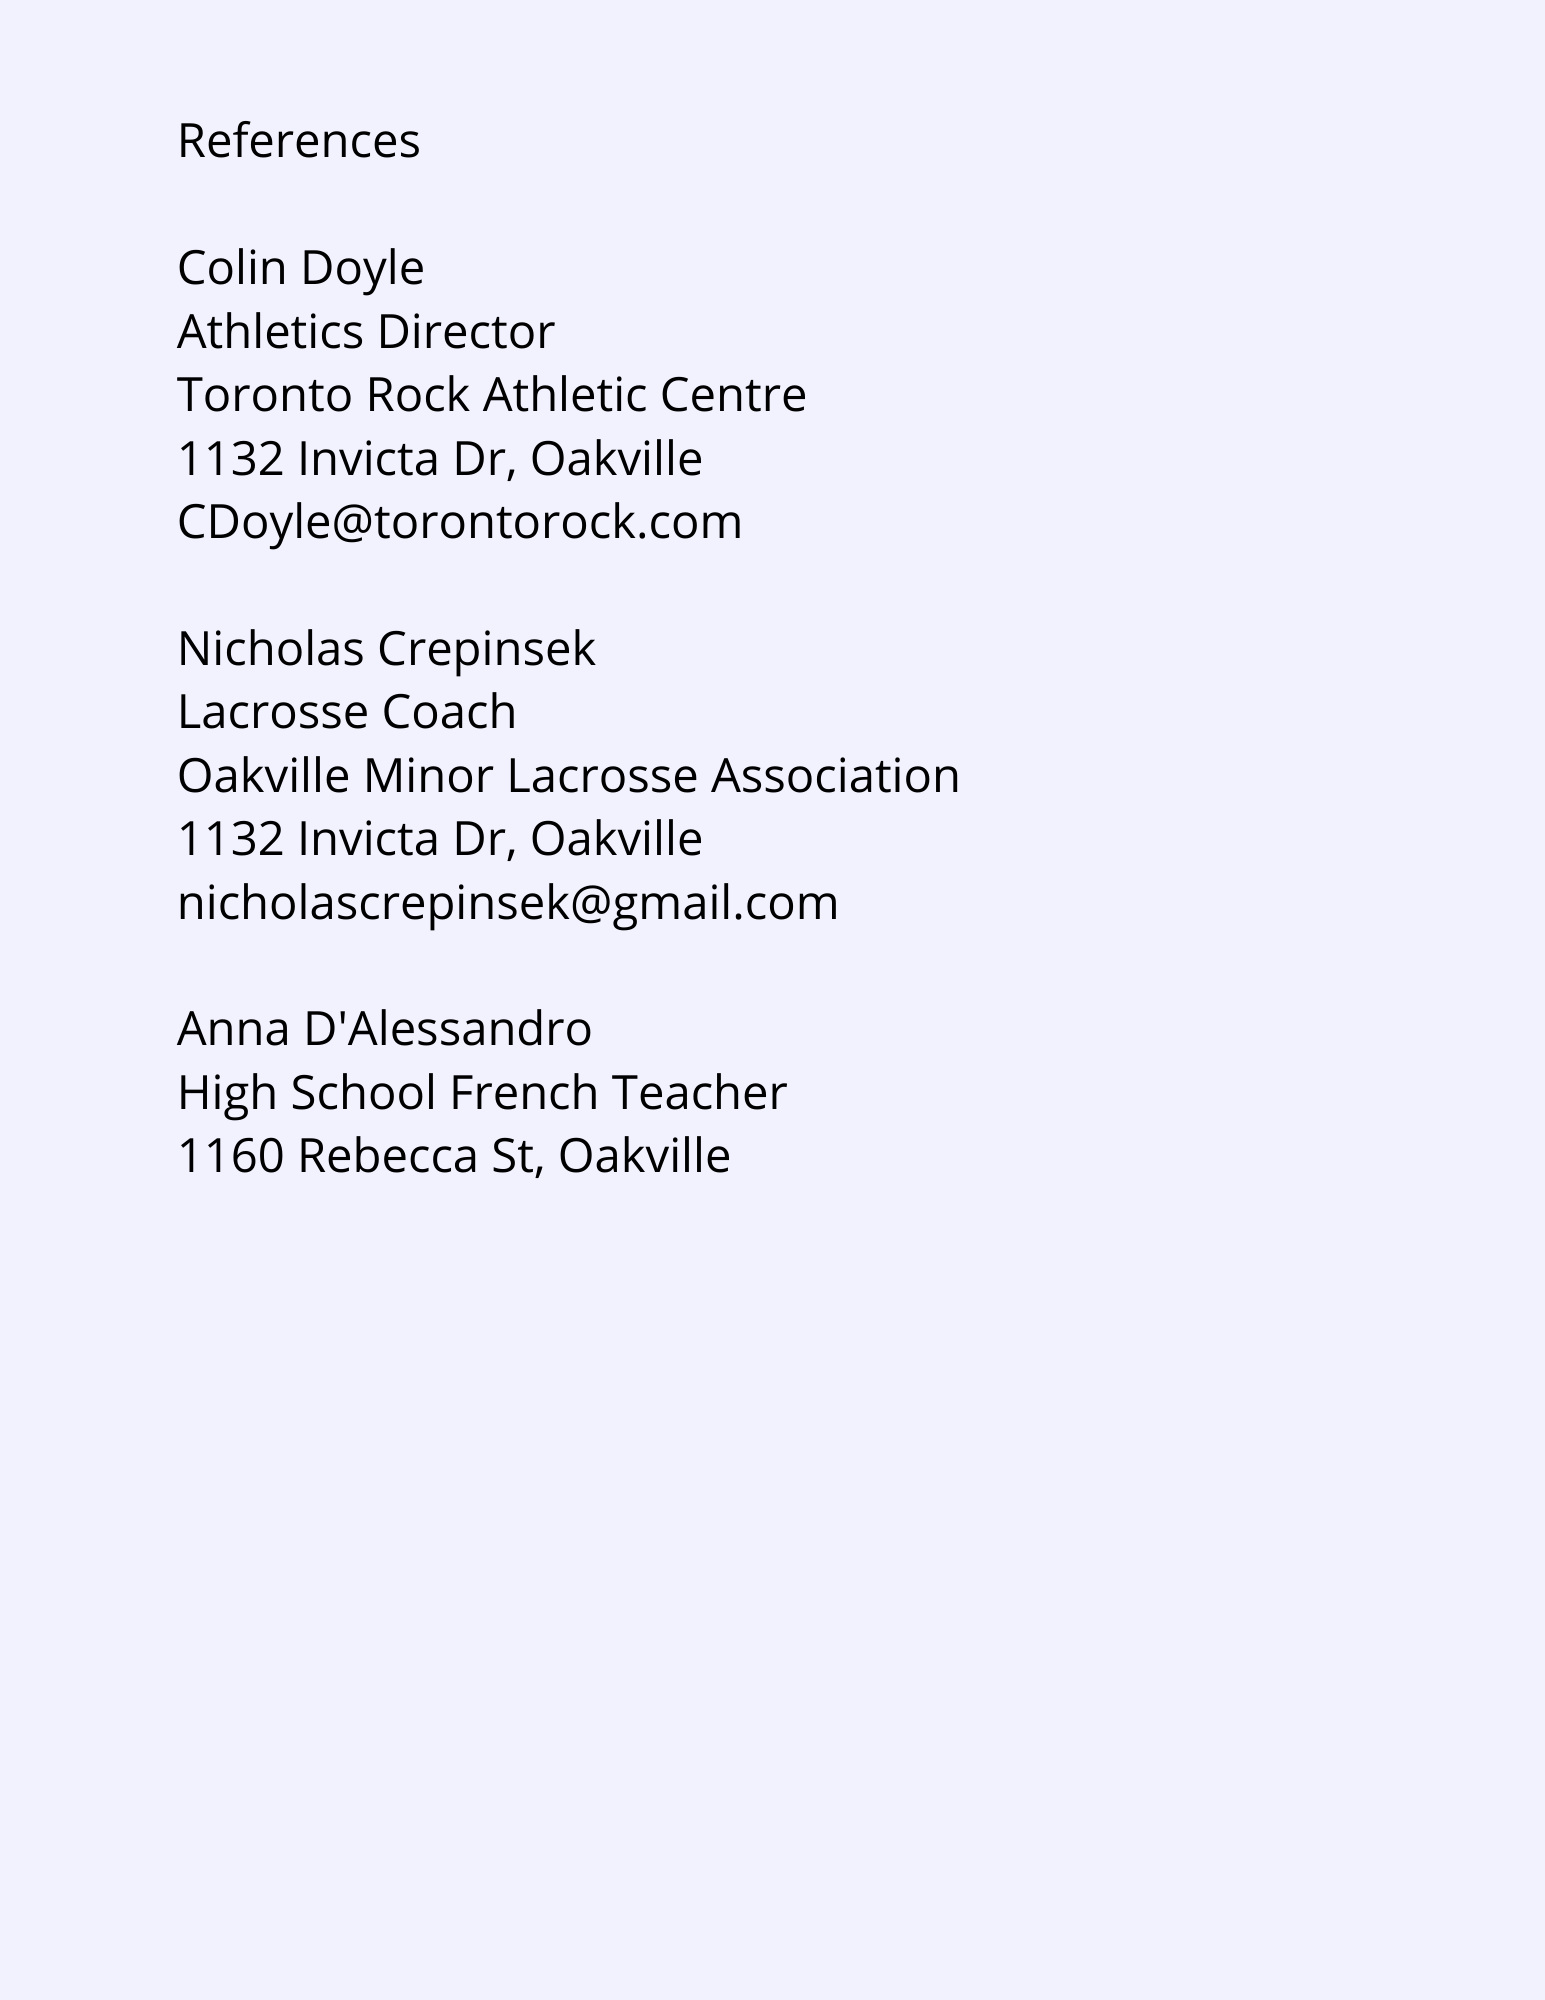 References
Colin Doyle
Athletics Director
Toronto Rock Athletic Centre
1132 Invicta Dr, Oakville
CDoyle@torontorock.com
Nicholas Crepinsek
Lacrosse Coach
Oakville Minor Lacrosse Association
1132 Invicta Dr, Oakville
nicholascrepinsek@gmail.com
Anna D'Alessandro
High School French Teacher
1160 Rebecca St, Oakville